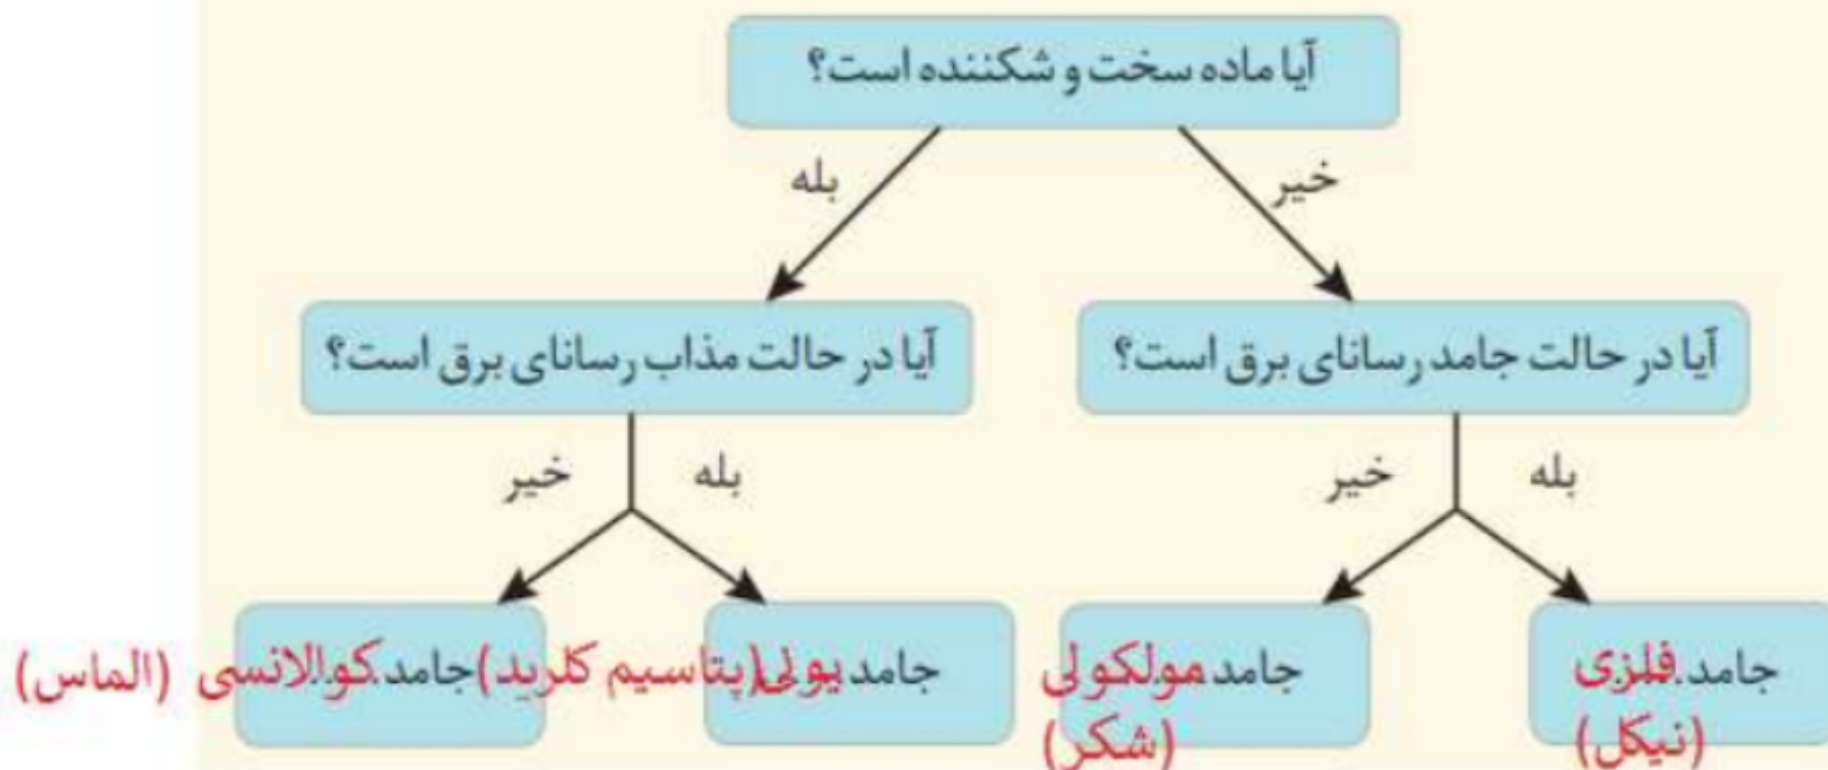 آیا ماده سخت و شکننده است؟
خیر
بله
آیا در حالت جامد رسانای برق است؟
آیا در حالت مذاب رسانای برق است؟
بله
خیر
بله
خیر
جامد فلزی
(نیکل)
جامد مولکولی
(شکر)
جامد یونی (پتاسیم کلرید)
جامد کووالانسی (الماس)